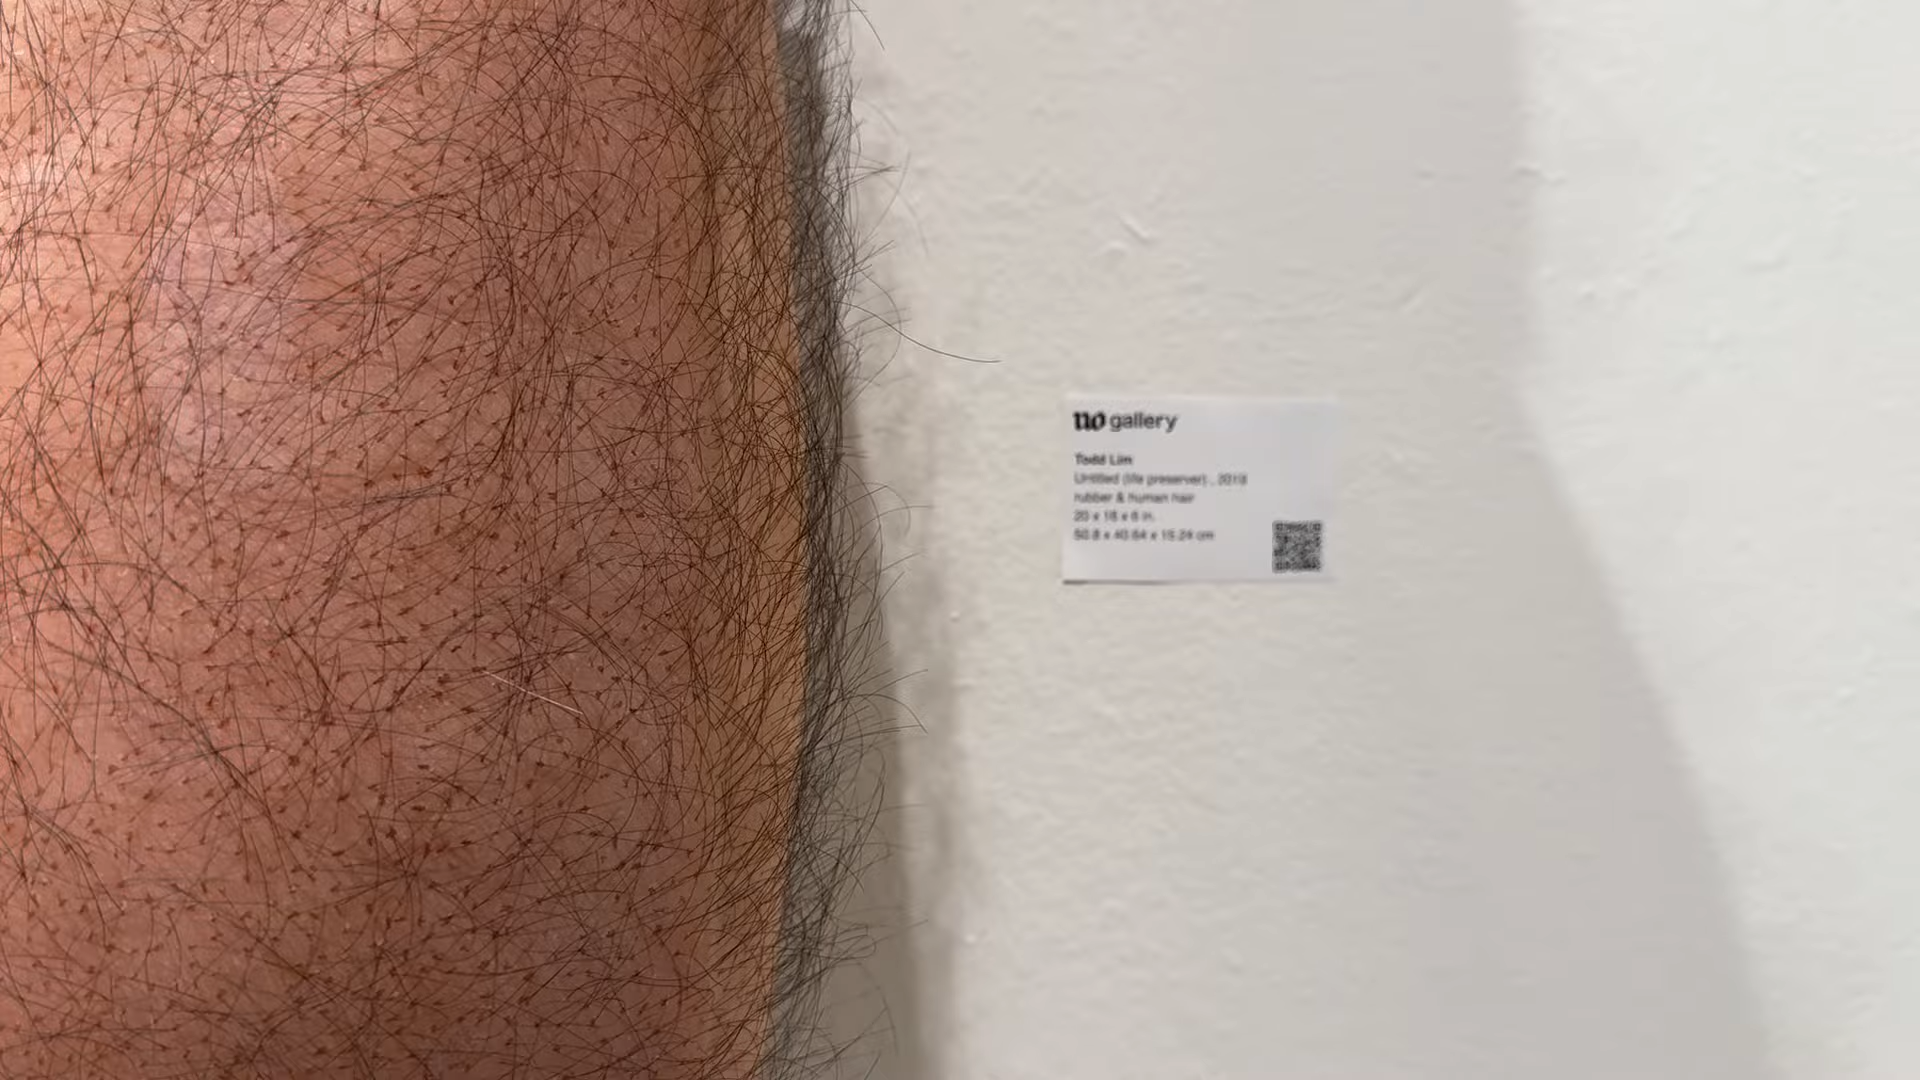 no gallery
Todd Lim
Untitled (life preserver) , 2019
rubber & human hair
20 x 16 x 6 in.
50.8 x 40.64 x 15.24 cm